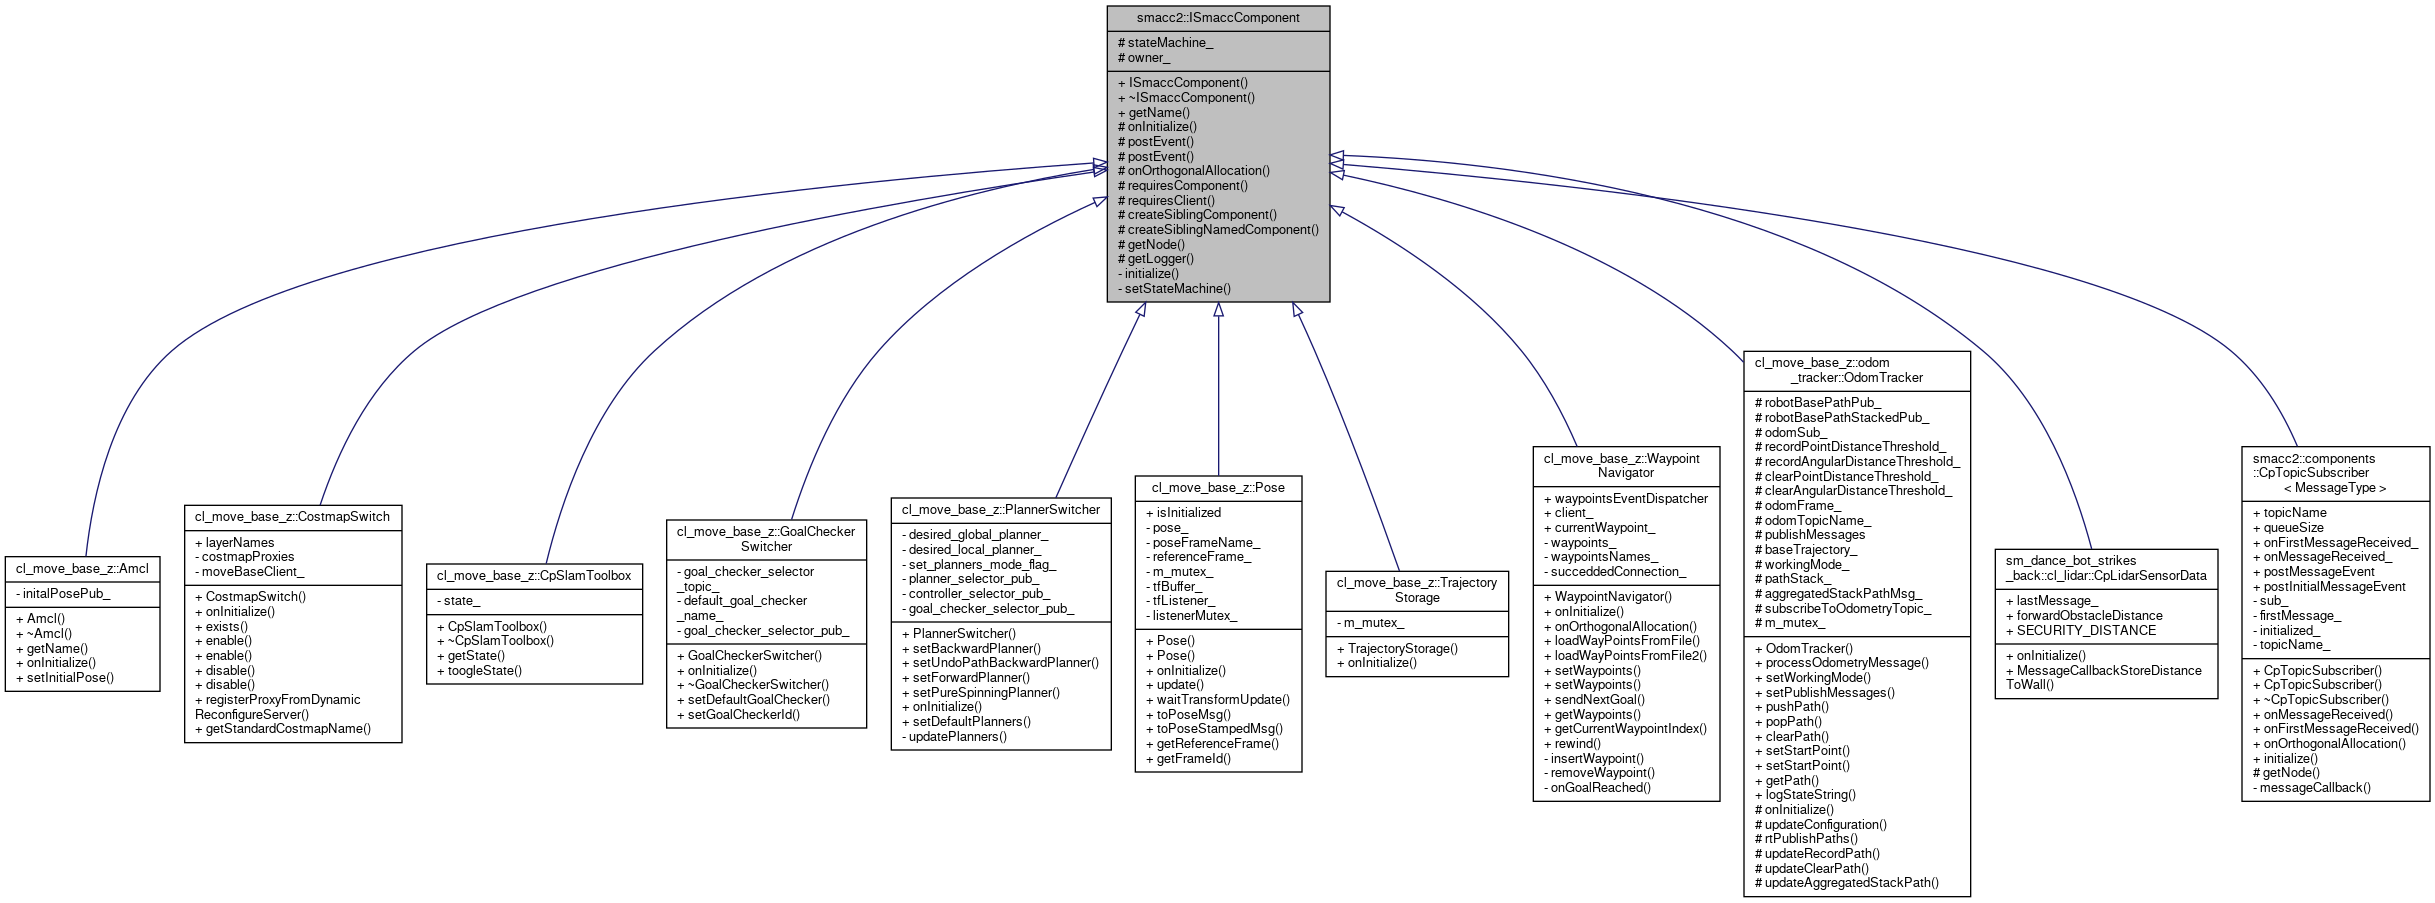 smacc2::ISmaccComponent
# stateMachine_
# owner_
+ ISmaccComponent()
+ ~ISmaccComponent()
+ getName()
# onInitialize()
# postEvent()
# postEvent()
# onOrthogonalAllocation()
# requiresComponent()
# requiresClient()
# createSiblingComponent()
# createSiblingNamedComponent()
# getNode()
# getLogger()
- initialize()
- setStateMachine()
cl_move_base_z::Amcl
- initalPosePub_
+ Amcl()
+ ~Amcl()
+ getName()
+ onInitialize()
+ setInitialPose()
cl_move_base_z::CostmapSwitch
+ layerNames
- costmapProxies
- moveBaseClient_
+ CostmapSwitch()
+ onInitialize()
+ exists()
+ enable()
+ enable()
+ disable()
+ disable()
+ registerProxyFromDynamic
ReconfigureServer()
+ getStandardCostmapName()
cl_move_base_z::CpSlamToolbox
- state_
+ CpSlamToolbox()
+ ~CpSlamToolbox()
+ getState()
+ toogleState()
cl_move_base_z::GoalChecker
Switcher
- goal_checker_selector
_topic_
- default_goal_checker
_name_
- goal_checker_selector_pub_
+ GoalCheckerSwitcher()
+ onInitialize()
+ ~GoalCheckerSwitcher()
+ setDefaultGoalChecker()
+ setGoalCheckerId()
cl_move_base_z::PlannerSwitcher
- desired_global_planner_
- desired_local_planner_
- set_planners_mode_flag_
- planner_selector_pub_
- controller_selector_pub_
- goal_checker_selector_pub_
+ PlannerSwitcher()
+ setBackwardPlanner()
+ setUndoPathBackwardPlanner()
+ setForwardPlanner()
+ setPureSpinningPlanner()
+ onInitialize()
+ setDefaultPlanners()
- updatePlanners()
cl_move_base_z::Pose
+ isInitialized
- pose_
- poseFrameName_
- referenceFrame_
- m_mutex_
- tfBuffer_
- tfListener_
- listenerMutex_
+ Pose()
+ Pose()
+ onInitialize()
+ update()
+ waitTransformUpdate()
+ toPoseMsg()
+ toPoseStampedMsg()
+ getReferenceFrame()
+ getFrameId()
cl_move_base_z::Trajectory
Storage
- m_mutex_
+ TrajectoryStorage()
+ onInitialize()
cl_move_base_z::Waypoint
Navigator
+ waypointsEventDispatcher
+ client_
+ currentWaypoint_
- waypoints_
- waypointsNames_
- succeddedConnection_
+ WaypointNavigator()
+ onInitialize()
+ onOrthogonalAllocation()
+ loadWayPointsFromFile()
+ loadWayPointsFromFile2()
+ setWaypoints()
+ setWaypoints()
+ sendNextGoal()
+ getWaypoints()
+ getCurrentWaypointIndex()
+ rewind()
- insertWaypoint()
- removeWaypoint()
- onGoalReached()
cl_move_base_z::odom
_tracker::OdomTracker
# robotBasePathPub_
# robotBasePathStackedPub_
# odomSub_
# recordPointDistanceThreshold_
# recordAngularDistanceThreshold_
# clearPointDistanceThreshold_
# clearAngularDistanceThreshold_
# odomFrame_
# odomTopicName_
# publishMessages
# baseTrajectory_
# workingMode_
# pathStack_
# aggregatedStackPathMsg_
# subscribeToOdometryTopic_
# m_mutex_
+ OdomTracker()
+ processOdometryMessage()
+ setWorkingMode()
+ setPublishMessages()
+ pushPath()
+ popPath()
+ clearPath()
+ setStartPoint()
+ setStartPoint()
+ getPath()
+ logStateString()
# onInitialize()
# updateConfiguration()
# rtPublishPaths()
# updateRecordPath()
# updateClearPath()
# updateAggregatedStackPath()
sm_dance_bot_strikes
_back::cl_lidar::CpLidarSensorData
+ lastMessage_
+ forwardObstacleDistance
+ SECURITY_DISTANCE
+ onInitialize()
+ MessageCallbackStoreDistance
ToWall()
smacc2::components
::CpTopicSubscriber
< MessageType >
+ topicName
+ queueSize
+ onFirstMessageReceived_
+ onMessageReceived_
+ postMessageEvent
+ postInitialMessageEvent
- sub_
- firstMessage_
- initialized_
- topicName_
+ CpTopicSubscriber()
+ CpTopicSubscriber()
+ ~CpTopicSubscriber()
+ onMessageReceived()
+ onFirstMessageReceived()
+ onOrthogonalAllocation()
+ initialize()
# getNode()
- messageCallback()